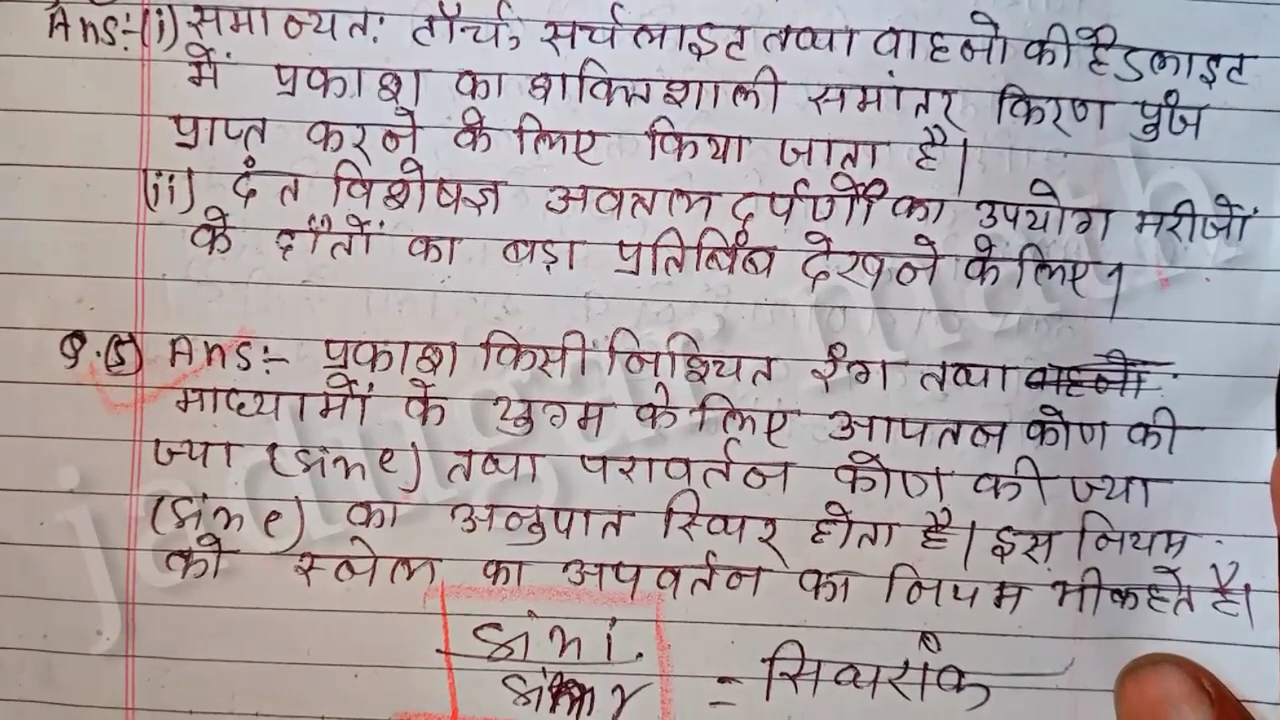 Ans:-(i) समान्यत: टॉर्च, सर्चलाइट तथा वाहनो की हैडलाइट
में प्रकाश का शक्तिशाली समांतर किरण पुंज
प्राप्त करने के लिए किया जाता है।
(ii) दंत विशेषज्ञ अवतल दर्पणों का उपयोग मरीजों
के दाँतों का बड़ा प्रतिबिंब देखने के लिए।
Q.(5) Ans:- प्रकाश किसी निश्चित रंग तथा
माध्यामों के युग्म के लिए आपतन कोण की
ज्या (sine) तथा परावर्तन कोण की ज्या
(sine) का अनुपात स्थिर होता है। इस नियम
को स्नेल का अपवर्तन का नियम भी कहते है।
sin i
sin r = स्थिरांक
jadugar math